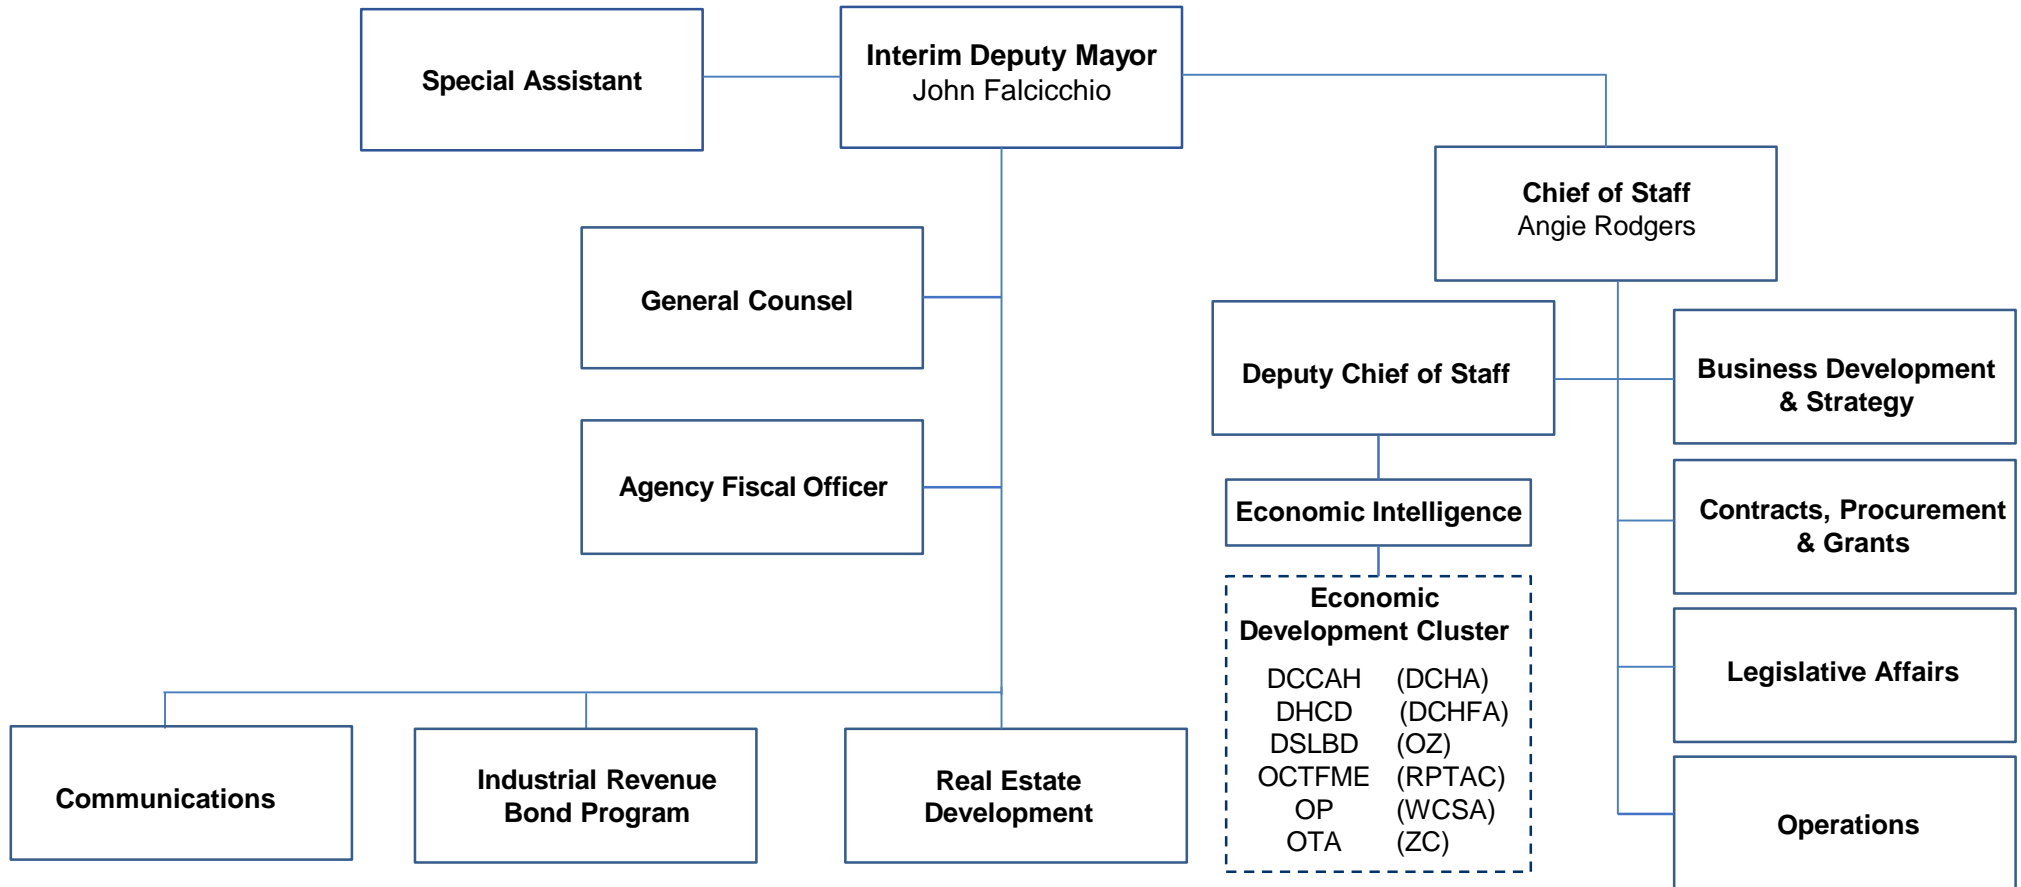 Special Assistant
Interim Deputy Mayor
John Falcicchio
Chief of Staff
Angie Rodgers
General Counsel
Agency Fiscal Officer
Deputy Chief of Staff
Business Development
& Strategy
Economic Intelligence
Contracts, Procurement
& Grants
Economic
Development Cluster
DCCAH (DCHA)
DHCD (DCHFA)
DSLBD (OZ)
OCTFME (RPTAC)
OP (WCSA)
OTA (ZC)
Legislative Affairs
Operations
Communications
Industrial Revenue
Bond Program
Real Estate
Development